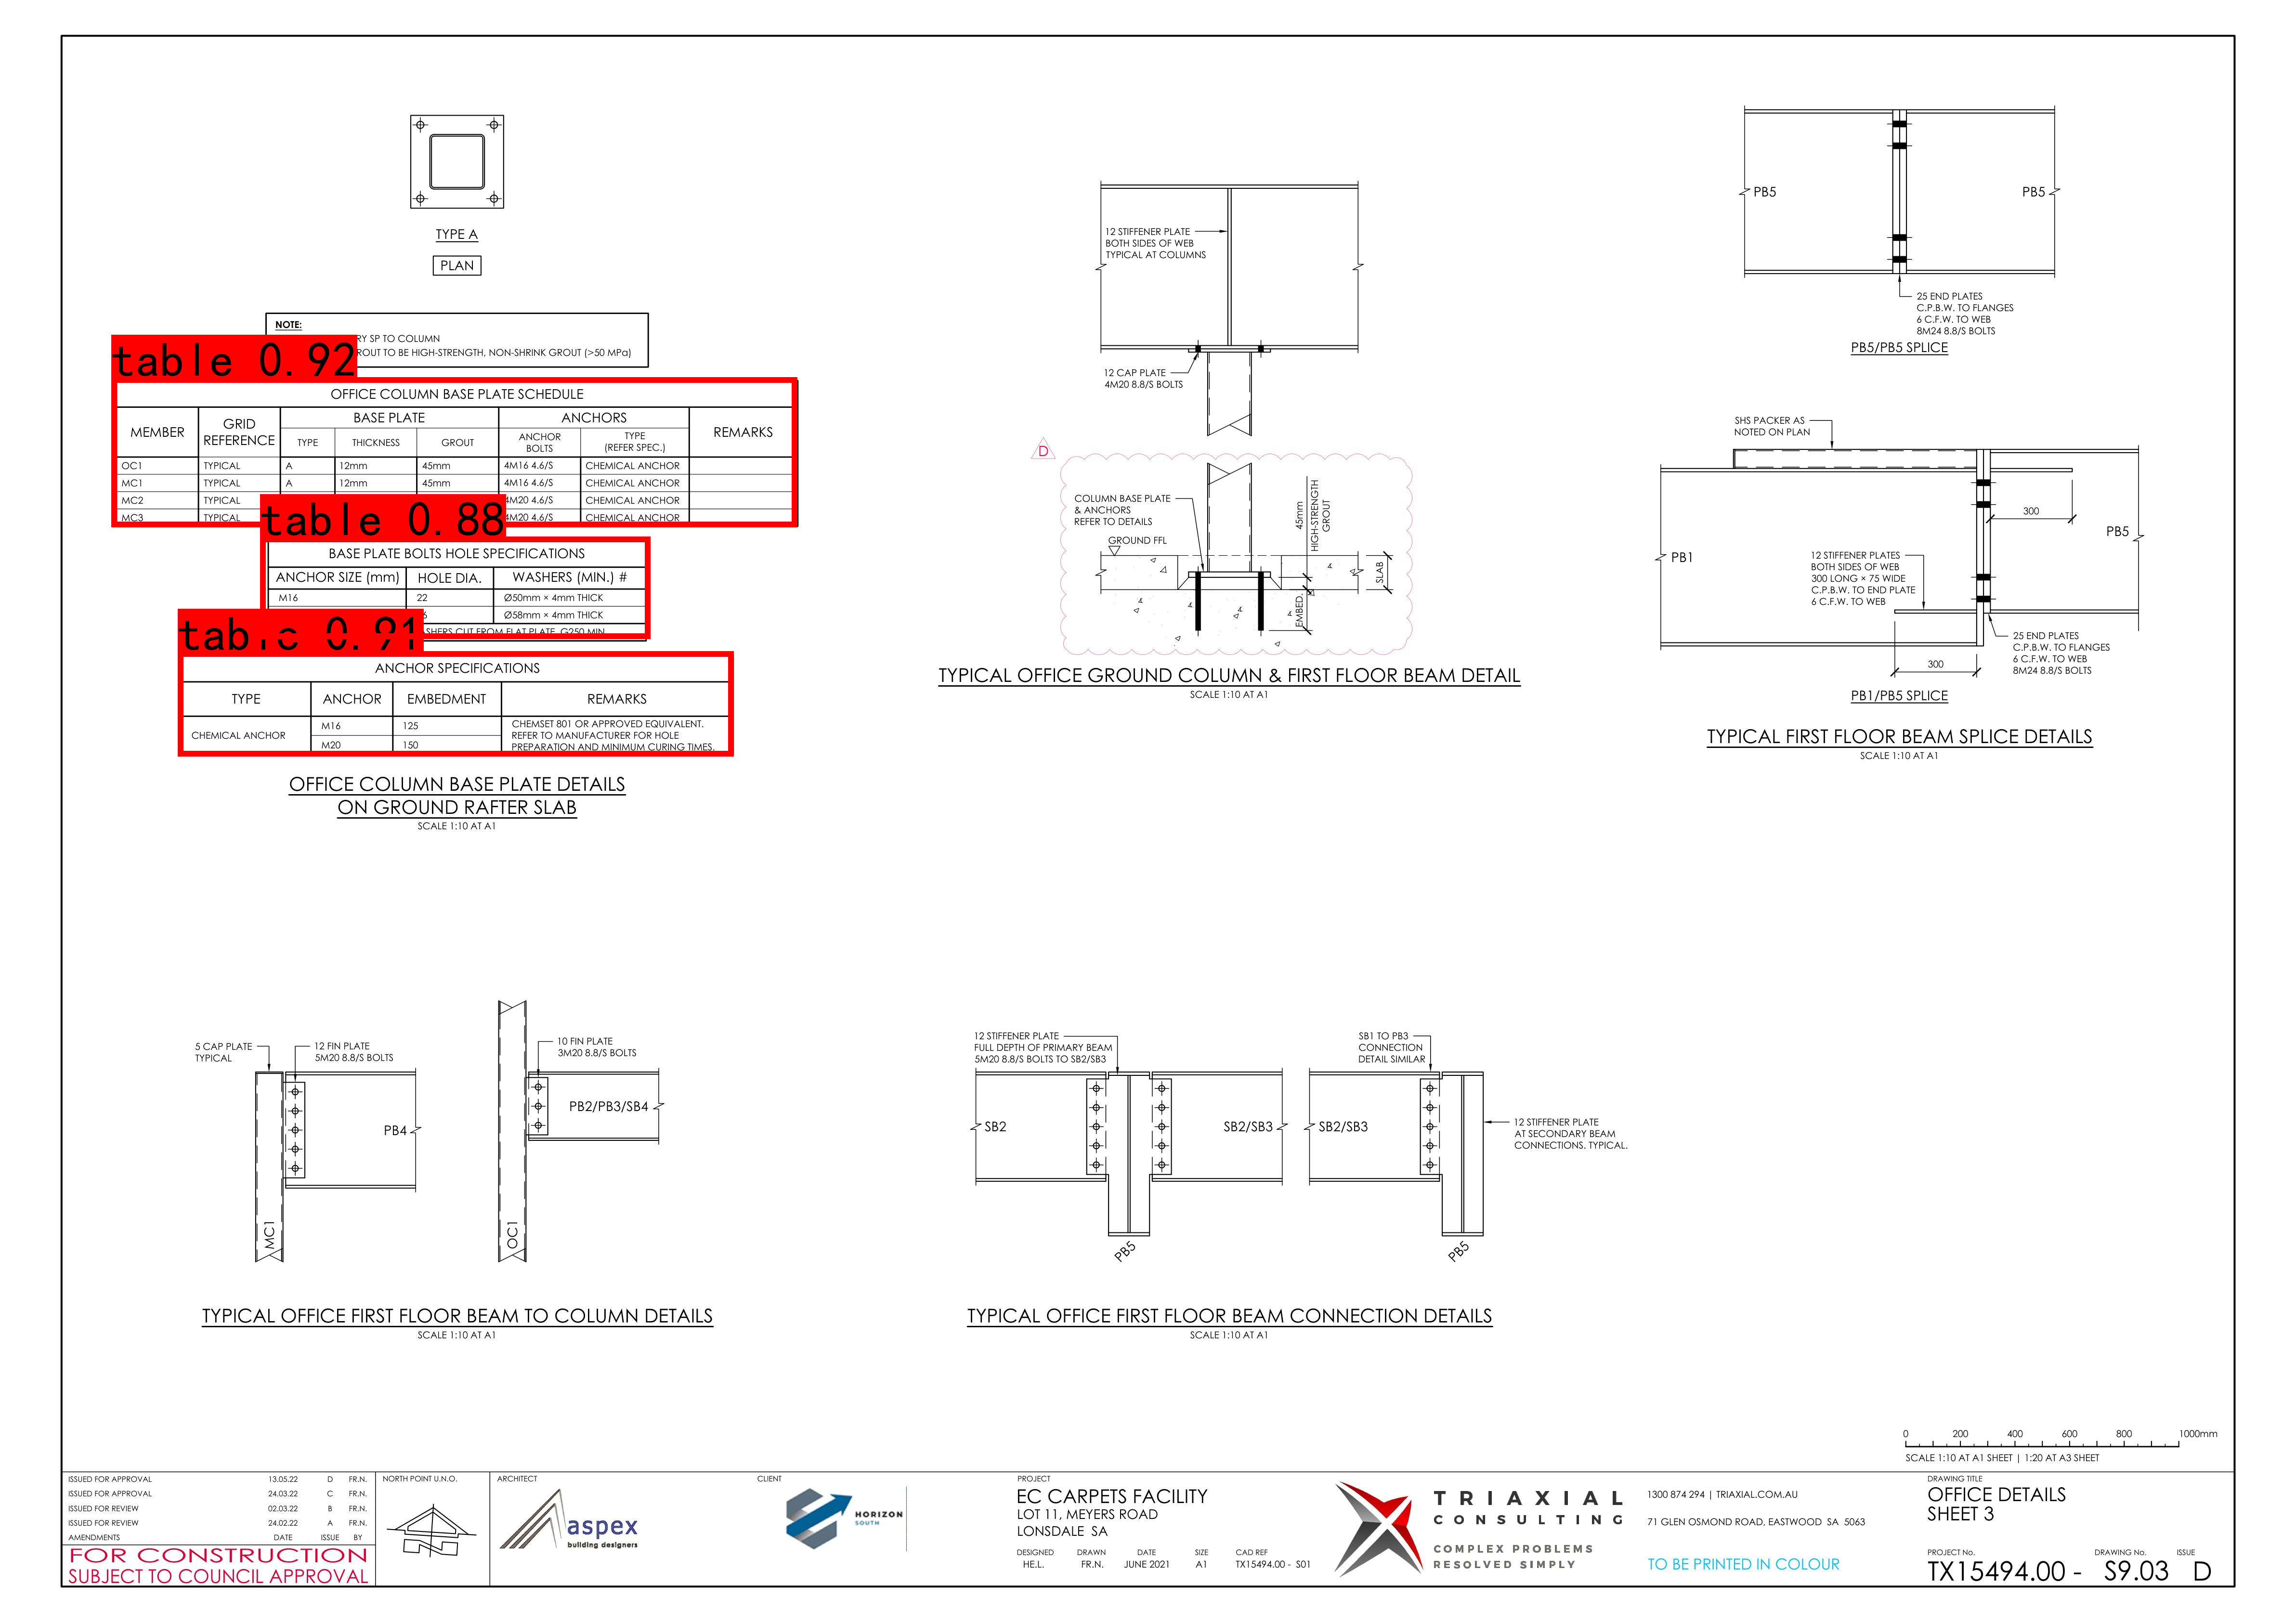 TYPE A
PLAN
NOTE:
RY SP TO COLUMN
ROUT TO BE HIGH-STRENGTH, NON-SHRINK GROUT (>50 MPa)
table 0.92
OFFICE COLUMN BASE PLATE SCHEDULE
MEMBER GRID REFERENCE BASE PLATE ANCHORS REMARKS
TYPE THICKNESS GROUT ANCHOR BOLTS TYPE (REFER SPEC.)
OC1 TYPICAL A 12mm 45mm 4M16 4.6/S CHEMICAL ANCHOR
MC1 TYPICAL A 12mm 45mm 4M16 4.6/S CHEMICAL ANCHOR
MC2 TYPICAL 4M20 4.6/S CHEMICAL ANCHOR
MC3 TYPICAL 4M20 4.6/S CHEMICAL ANCHOR
table 0.88
BASE PLATE BOLTS HOLE SPECIFICATIONS
ANCHOR SIZE (mm) HOLE DIA. WASHERS (MIN.) #
M16 22 Ø50mm × 4mm THICK
6 Ø58mm × 4mm THICK
SHERS CUT FROM FLAT PLATE, G250 MIN
table 0.91
ANCHOR SPECIFICATIONS
TYPE ANCHOR EMBEDMENT REMARKS
CHEMICAL ANCHOR
M16 125
M20 150
CHEMSET 801 OR APPROVED EQUIVALENT.
REFER TO MANUFACTURER FOR HOLE
PREPARATION AND MINIMUM CURING TIMES.
OFFICE COLUMN BASE PLATE DETAILS
ON GROUND RAFTER SLAB
SCALE 1:10 AT A1
12 STIFFENER PLATE
BOTH SIDES OF WEB
TYPICAL AT COLUMNS
12 CAP PLATE
4M20 8.8/S BOLTS
D
COLUMN BASE PLATE
& ANCHORS
REFER TO DETAILS
GROUND FFL
45mm
HIGH-STRENGTH
GROUT
SLAB
EMBED.
TYPICAL OFFICE GROUND COLUMN & FIRST FLOOR BEAM DETAIL
SCALE 1:10 AT A1
PB5
PB5
25 END PLATES
C.P.B.W. TO FLANGES
6 C.F.W. TO WEB
8M24 8.8/S BOLTS
PB5/PB5 SPLICE
SHS PACKER AS
NOTED ON PLAN
300
PB5
PB1
12 STIFFENER PLATES
BOTH SIDES OF WEB
300 LONG × 75 WIDE
C.P.B.W. TO END PLATE
6 C.F.W. TO WEB
25 END PLATES
C.P.B.W. TO FLANGES
6 C.F.W. TO WEB
8M24 8.8/S BOLTS
300
PB1/PB5 SPLICE
TYPICAL FIRST FLOOR BEAM SPLICE DETAILS
SCALE 1:10 AT A1
5 CAP PLATE
TYPICAL
12 FIN PLATE
5M20 8.8/S BOLTS
PB4
MC1
10 FIN PLATE
3M20 8.8/S BOLTS
PB2/PB3/SB4
OC1
TYPICAL OFFICE FIRST FLOOR BEAM TO COLUMN DETAILS
SCALE 1:10 AT A1
12 STIFFENER PLATE
FULL DEPTH OF PRIMARY BEAM
5M20 8.8/S BOLTS TO SB2/SB3
SB2
SB2/SB3
PB5
SB1 TO PB3
CONNECTION
DETAIL SIMILAR
SB2/SB3
12 STIFFENER PLATE
AT SECONDARY BEAM
CONNECTIONS. TYPICAL.
PB5
TYPICAL OFFICE FIRST FLOOR BEAM CONNECTION DETAILS
SCALE 1:10 AT A1
0 200 400 600 800 1000mm
SCALE 1:10 AT A1 SHEET | 1:20 AT A3 SHEET
ISSUED FOR APPROVAL 13.05.22 D FR.N.
ISSUED FOR APPROVAL 24.03.22 C FR.N.
ISSUED FOR REVIEW 02.03.22 B FR.N.
ISSUED FOR REVIEW 24.02.22 A FR.N.
AMENDMENTS DATE ISSUE BY
FOR CONSTRUCTION
SUBJECT TO COUNCIL APPROVAL
NORTH POINT U.N.O.
ARCHITECT
aspex
building designers
CLIENT
HORIZON
SOUTH
PROJECT
EC CARPETS FACILITY
LOT 11, MEYERS ROAD
LONSDALE SA
DESIGNED DRAWN DATE SIZE CAD REF
HE.L. FR.N. JUNE 2021 A1 TX15494.00 - S01
TRIAXIAL
CONSULTING
COMPLEX PROBLEMS
RESOLVED SIMPLY
1300 874 294 | TRIAXIAL.COM.AU
71 GLEN OSMOND ROAD, EASTWOOD SA 5063
TO BE PRINTED IN COLOUR
DRAWING TITLE
OFFICE DETAILS
SHEET 3
PROJECT No. DRAWING No. ISSUE
TX15494.00 - S9.03 D